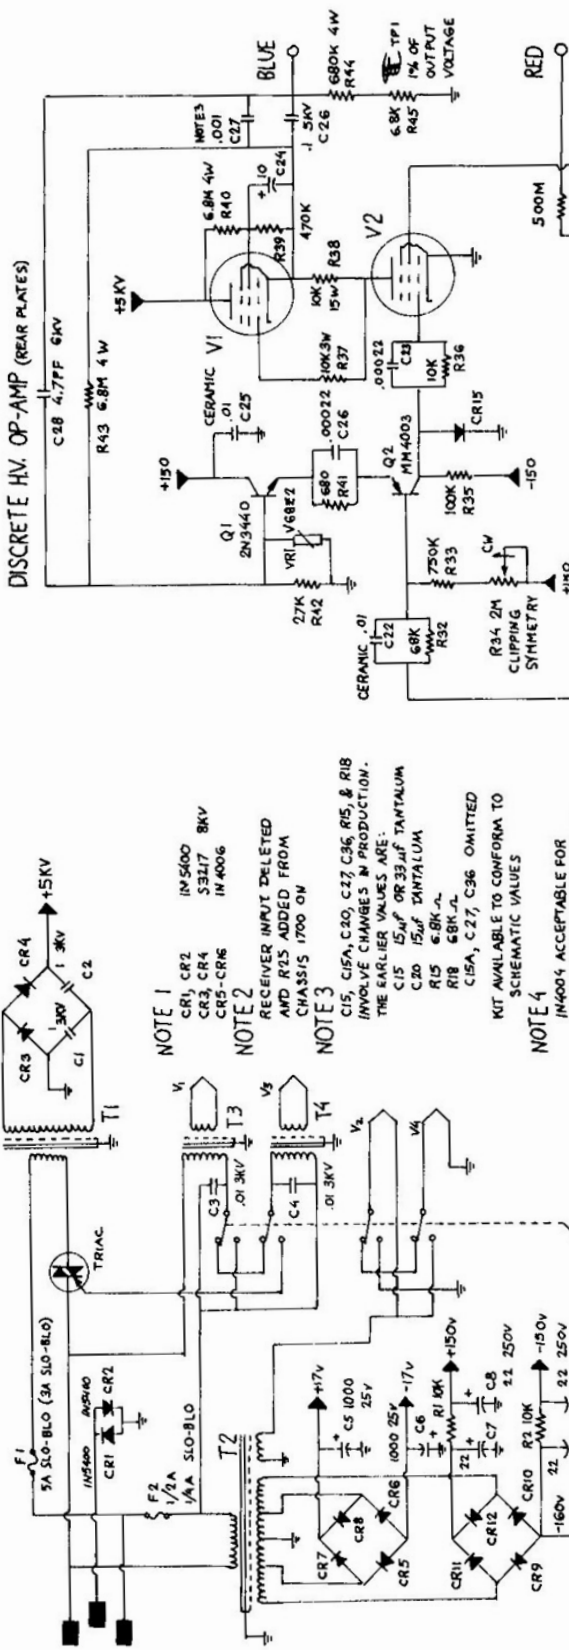 DISCRETE H.V. OP-AMP (REAR PLATES)
C28 4.7PF 6KV
R43 6.8M 4W
+5KV
V1
6.8M 4W
R40
R39
470K
+ 10
C24
NOTE 3
.001
C27
.1 5KV
C26
BLUE
680K 4W
R44
6.8K
R45
TP1
1% OF
OUTPUT
VOLTAGE
+150
CERAMIC
.01
C25
Q1
2N3440
VR1
V68Z2
27K
R42
680
R41
.00022
C26
10K 3W
R37
10K
15W
R38
V2
Q2
MM4003
.00022
C23
10K
R36
CR15
100K
R35
-150
CERAMIC .01
C22
68K
R32
750K
R33
CW
R34 2M
CLIPPING
SYMMETRY
+150
RED
500M
F1
5A SLO-BLO (3A SLO-BLO)
1N5400
1N5400
CR1
CR2
F2
1/2A
1/4A SLO-BLO
TRIAC
T1
CR3
CR4
+5KV
1 3KV
C1
1 3KV
C2
T2
T3
T4
V1
V3
V2
V4
C3
.01 3KV
C4
.01 3KV
CR7
CR8
CR5
CR6
+17V
C5 1000
25V
-17V
1000 25V
C6
CR11
CR12
CR9
CR10
R1 10K
+150V
22
C7
C8
22 250V
R2 10K
-150V
22
22 250V
-160V
NOTE 1
CR1, CR2 1N5400
CR3, CR4 S3217 8KV
CR5-CR16 1N4006
NOTE 2
RECEIVER INPUT DELETED
AND R25 ADDED FROM
CHASSIS 1700 ON
NOTE 3
C15, C15A, C20, C27, C36, R15, & R18
INVOLVE CHANGES IN PRODUCTION.
THE EARLIER VALUES ARE:
C15 15µF OR 33µF TANTALUM
C20 15µF TANTALUM
R15 6.8K Ω
R18 68K Ω
C15A, C27, C36 OMITTED
KIT AVAILABLE TO CONFORM TO
SCHEMATIC VALUES
NOTE 4
1N4004 ACCEPTABLE FOR